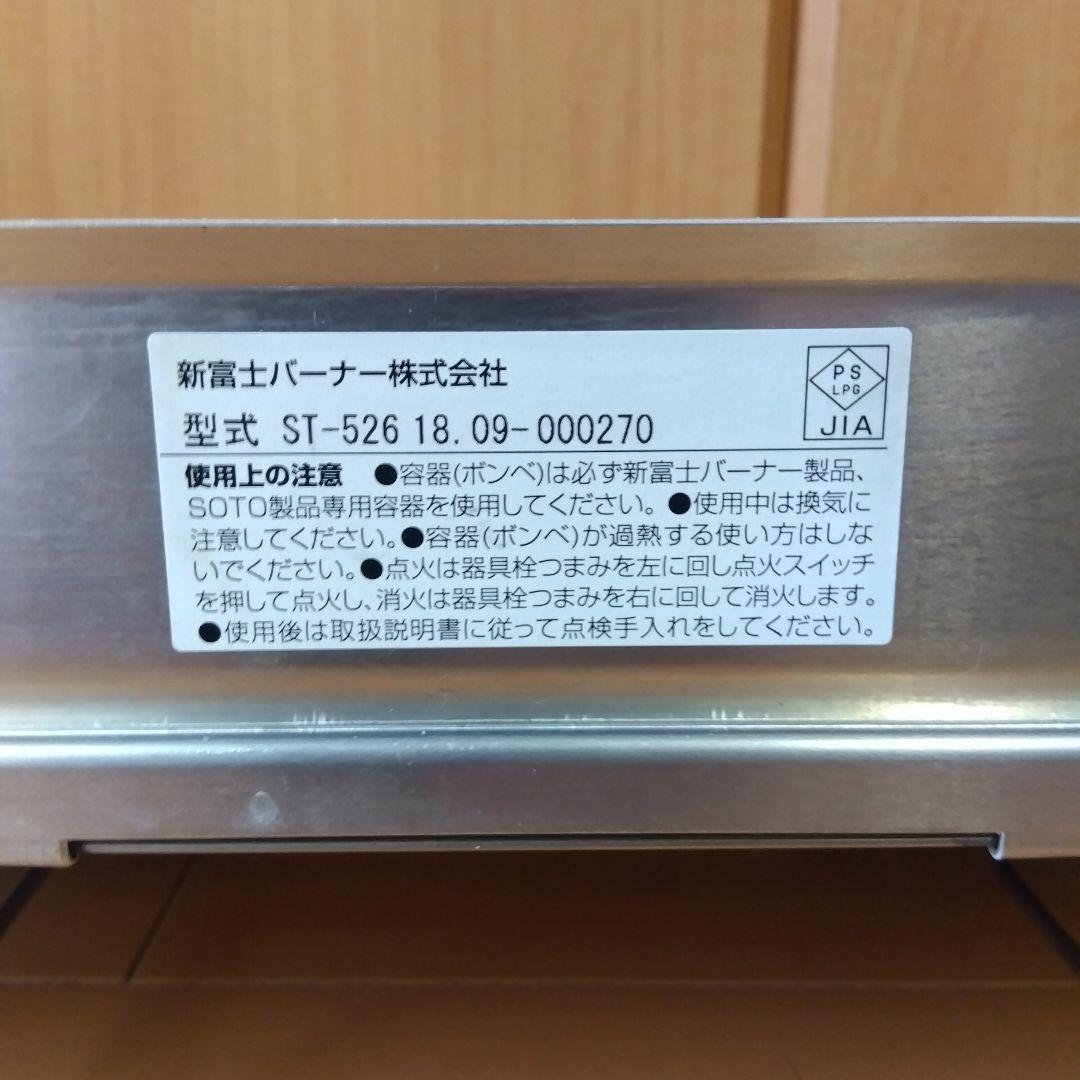 新富士バーナー株式会社
PS
LPG
JIA
型式 ST-526 18.09-000270
使用上の注意 ●容器(ボンベ)は必ず新富士バーナー製品、
SOTO製品専用容器を使用してください。●使用中は換気に
注意してください。●容器(ボンベ)が過熱する使い方はしな
いでください。●点火は器具栓つまみを左に回し点火スイッチ
を押して点火し、消火は器具栓つまみを右に回して消火します。
●使用後は取扱説明書に従って点検手入れをしてください。